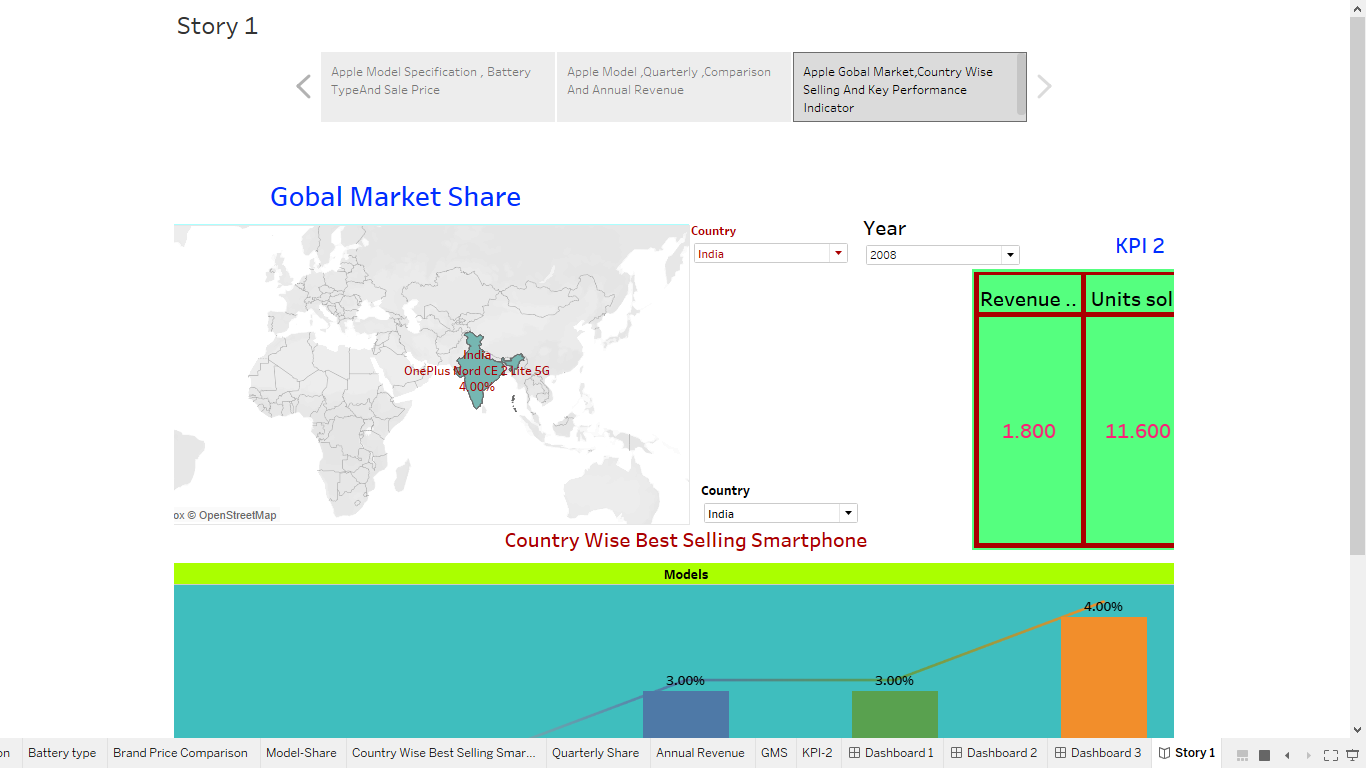 Story 1
Apple Model Specification , Battery
TypeAnd Sale Price
Apple Model ,Quarterly ,Comparison
And Annual Revenue
Apple Gobal Market,Country Wise
Selling And Key Performance
Indicator
Gobal Market Share
Country
India
Year
2008
KPI 2
Revenue ..
Units sol
1.800
11.600
India
OnePlus Nord CE 2 Lite 5G
4.00%
ox © OpenStreetMap
Country
India
Country Wise Best Selling Smartphone
Models
4.00%
3.00%
3.00%
on
Battery type
Brand Price Comparison
Model-Share
Country Wise Best Selling Smar...
Quarterly Share
Annual Revenue
GMS
KPI-2
Dashboard 1
Dashboard 2
Dashboard 3
Story 1